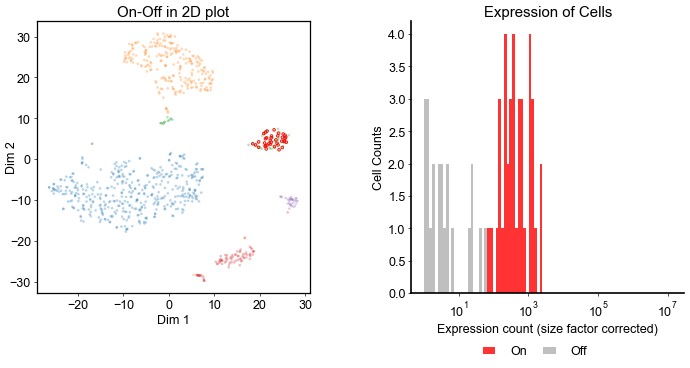 On-Off in 2D plot
Expression of Cells
30
20
10
0
−10
−20
−30
Dim 2
−20 −10 0 10 20 30
Dim 1
4.0
3.5
3.0
2.5
2.0
1.5
1.0
0.5
0.0
Cell Counts
10^1 10^3 10^5 10^7
Expression count (size factor corrected)
On Off